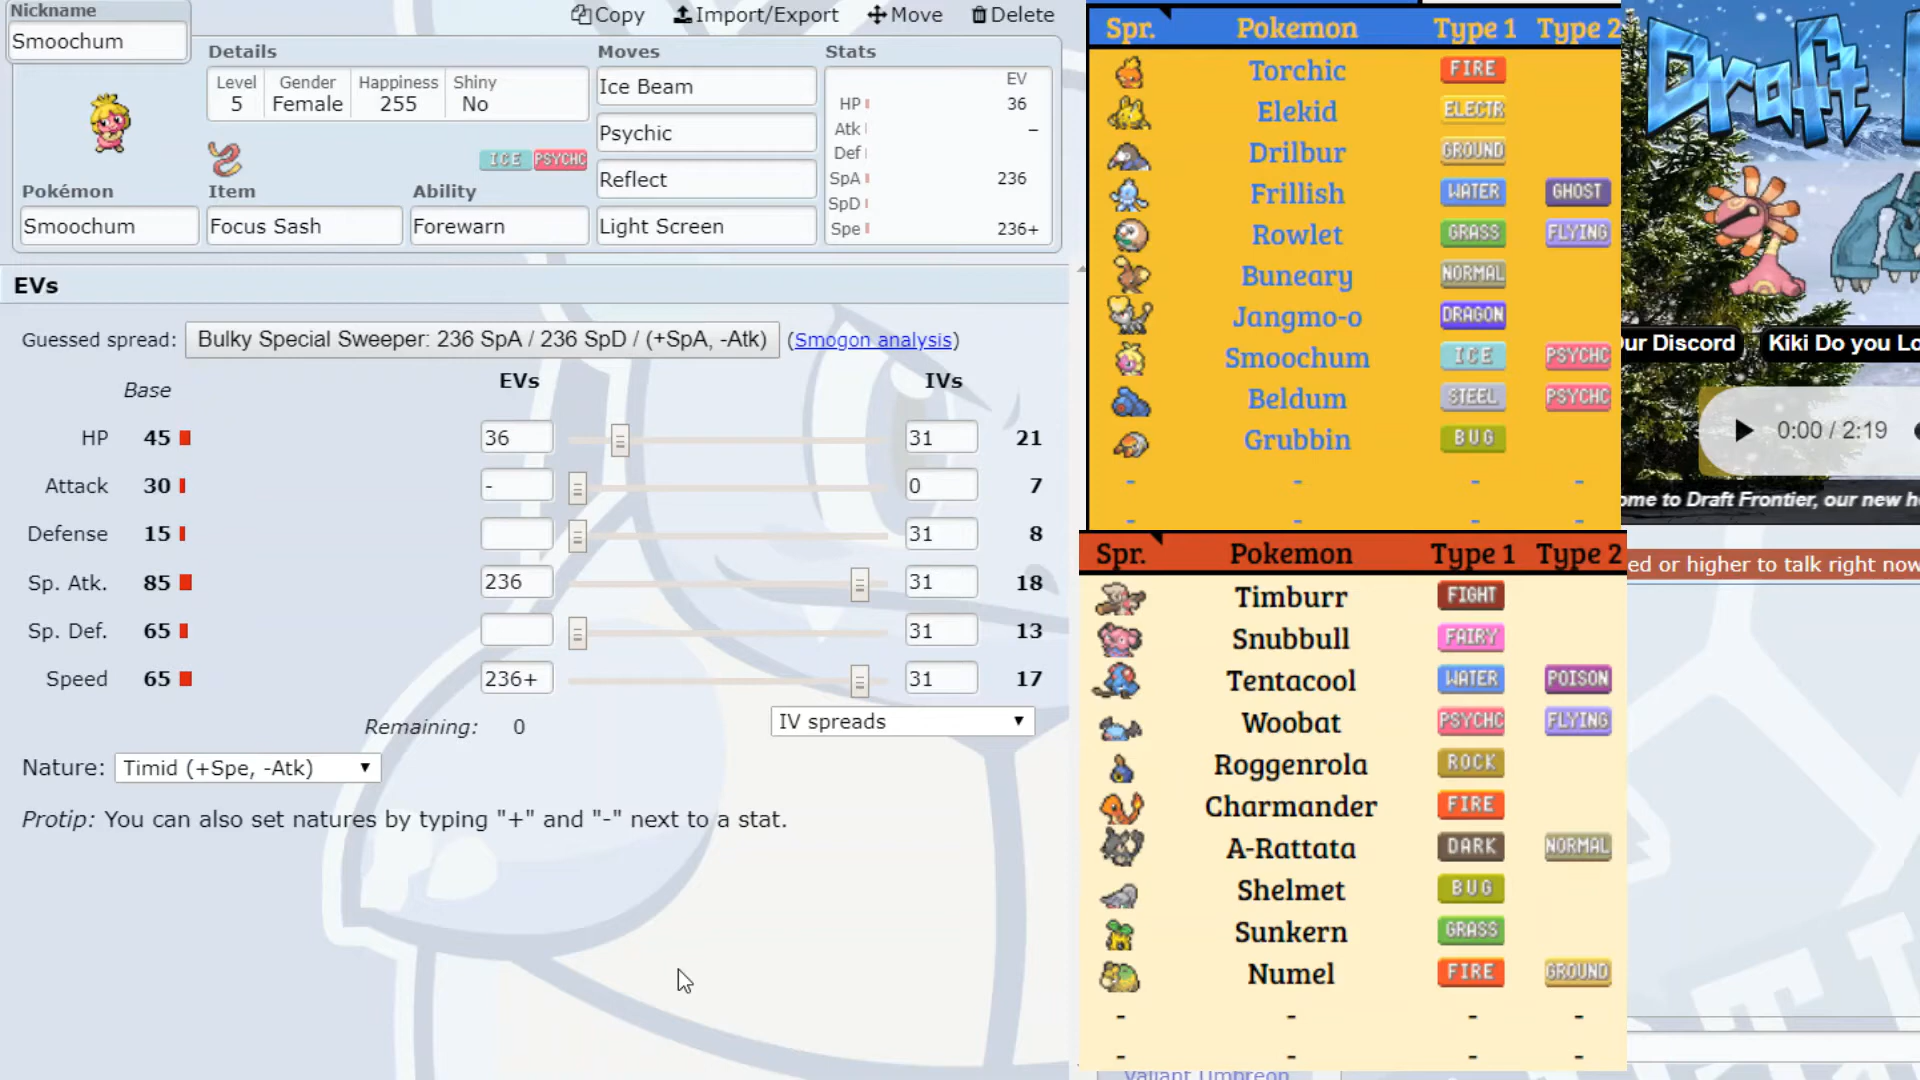 Nickname
Smoochum
Copy Import/Export Move Delete
Details
Level Gender Happiness Shiny
5 Female 255 No
ICE PSYCHC
Pokémon Item Ability
Smoochum Focus Sash Forewarn
Moves
Ice Beam
Psychic
Reflect
Light Screen
Stats
EV
HP 36
Atk –
Def
SpA 236
SpD
Spe 236+
EVs
Guessed spread: Bulky Special Sweeper: 236 SpA / 236 SpD / (+SpA, -Atk) (Smogon analysis)
Base EVs IVs
HP 45 36 31 21
Attack 30 - 0 7
Defense 15 31 8
Sp. Atk. 85 236 31 18
Sp. Def. 65 31 13
Speed 65 236+ 31 17
Remaining: 0 IV spreads
Nature: Timid (+Spe, -Atk)
Protip: You can also set natures by typing "+" and "-" next to a stat.
Spr. Pokemon Type 1 Type 2
Torchic FIRE
Elekid ELECTR
Drilbur GROUND
Frillish WATER GHOST
Rowlet GRASS FLYING
Buneary NORMAL
Jangmo-o DRAGON
Smoochum ICE PSYCHC
Beldum STEEL PSYCHC
Grubbin BUG
- - - -
- - - -
Spr. Pokemon Type 1 Type 2
Timburr FIGHT
Snubbull FAIRY
Tentacool WATER POISON
Woobat PSYCHC FLYING
Roggenrola ROCK
Charmander FIRE
A-Rattata DARK NORMAL
Shelmet BUG
Sunkern GRASS
Numel FIRE GROUND
- - - -
- - - -
Valiant Umbreon
Draft
ur Discord Kiki Do you Lo
0:00 / 2:19
ome to Draft Frontier, our new h
ed or higher to talk right now